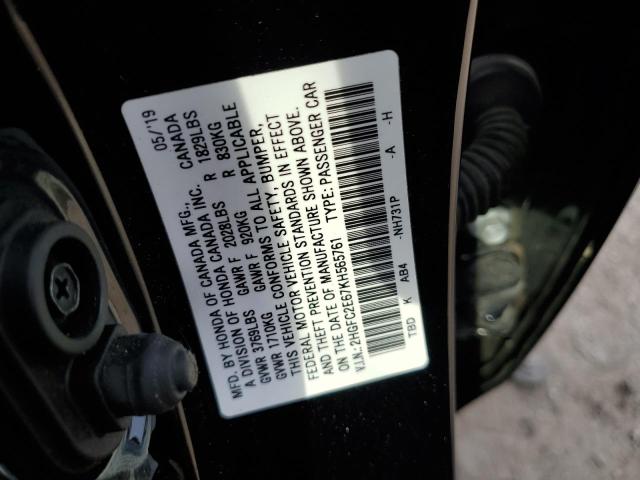 MFD. BY HONDA OF CANADA MFG., 05/'19
A DIVISION OF HONDA CANADA INC. CANADA
GVWR 3769LBS GAWR F 2028LBS R 1829LBS
GVWR 1710KG GAWR F 920KG R 830KG
THIS VEHICLE CONFORMS TO ALL APPLICABLE
FEDERAL MOTOR VEHICLE SAFETY, BUMPER,
AND THEFT PREVENTION STANDARDS IN EFFECT
ON THE DATE OF MANUFACTURE SHOWN ABOVE.
V.I.N.:2HGFC2E67KH565761 TYPE: PASSENGER CAR
TBD K AB4 -NH731P -A -H